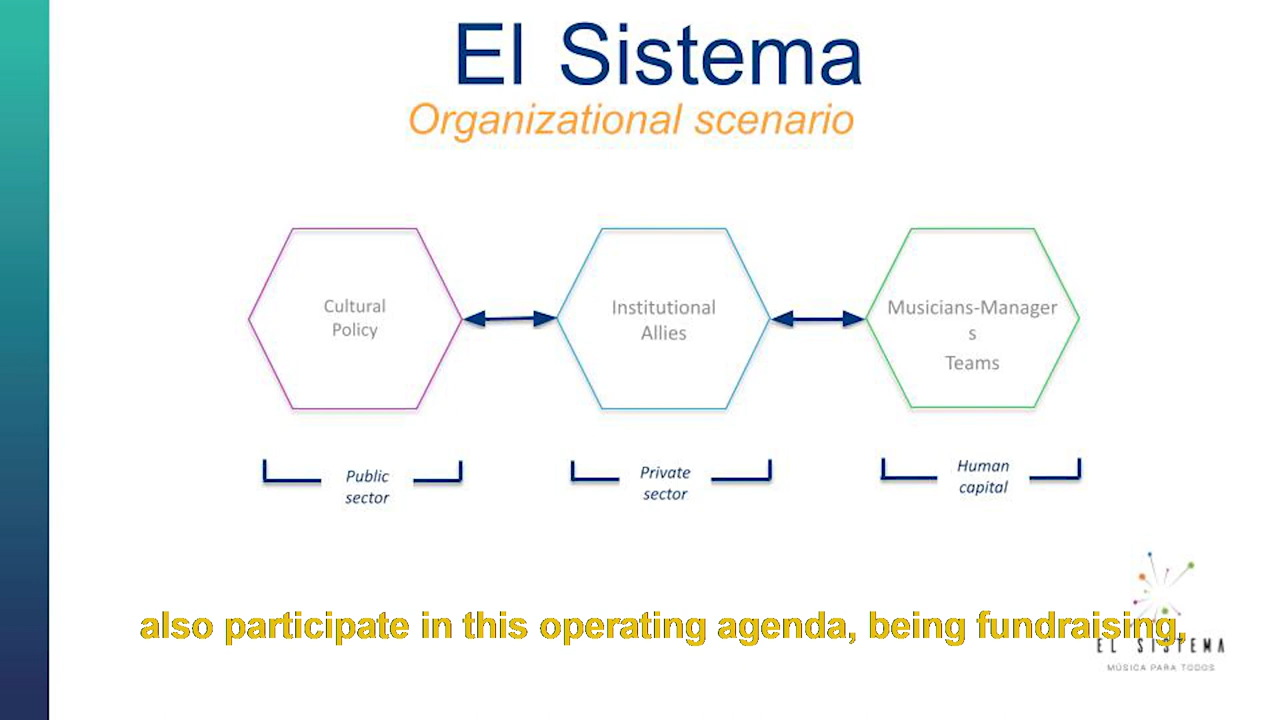 El Sistema
Organizational scenario
Cultural
Policy
Institutional
Allies
Musicians-Manager
s
Teams
Public
sector
Private
sector
Human
capital
also participate in this operating agenda, being fundraising,
EL SISTEMA
MÚSICA PARA TODOS